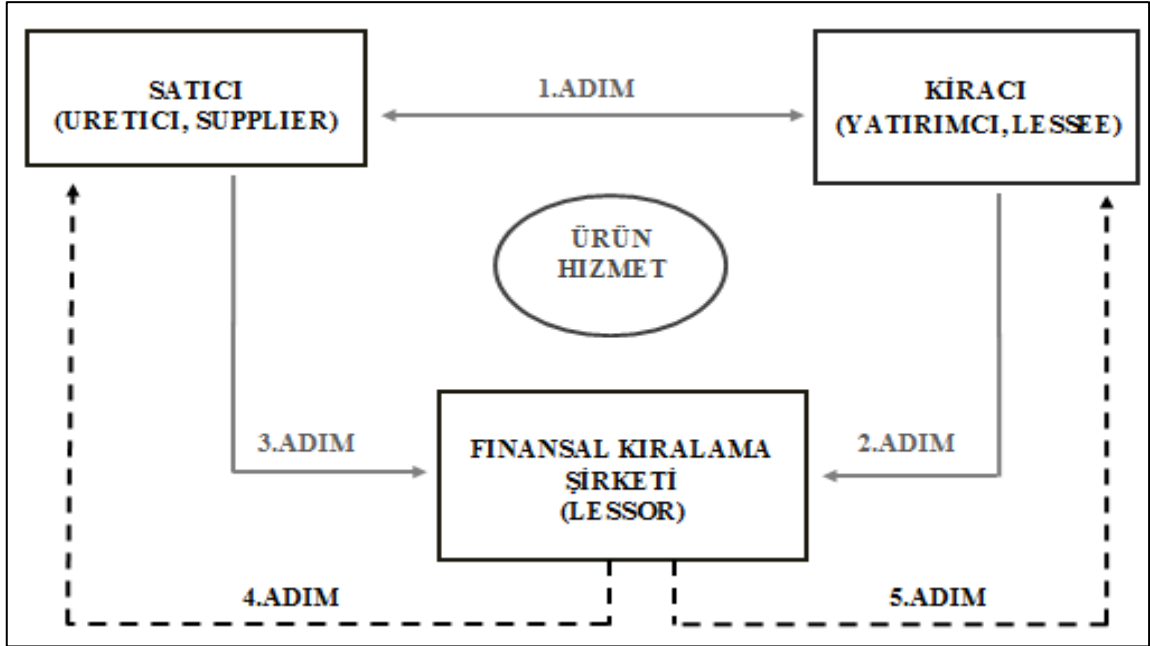 SATICI
(URETICI, SUPPLIER)
1.ADIM
KİRACI
(YATIRIMCI, LESSEE)
ÜRÜN
HIZMET
3.ADIM
2.ADIM
FINANSAL KIRALAMA
ŞİRKETİ
(LESSOR)
4.ADIM
5.ADIM